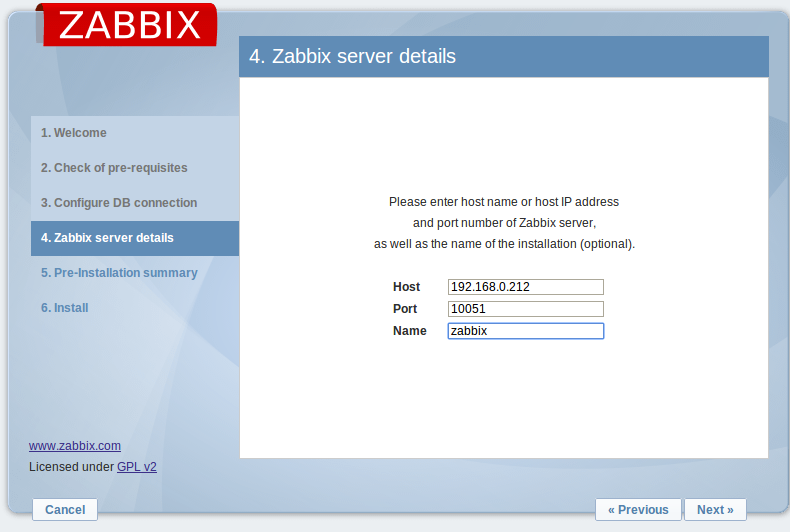 ZABBIX
4. Zabbix server details
1. Welcome
2. Check of pre-requisites
3. Configure DB connection
4. Zabbix server details
5. Pre-Installation summary
6. Install
Please enter host name or host IP address
and port number of Zabbix server,
as well as the name of the installation (optional).
Host 192.168.0.212
Port 10051
Name zabbix
www.zabbix.com
Licensed under GPL v2
Cancel « Previous Next »